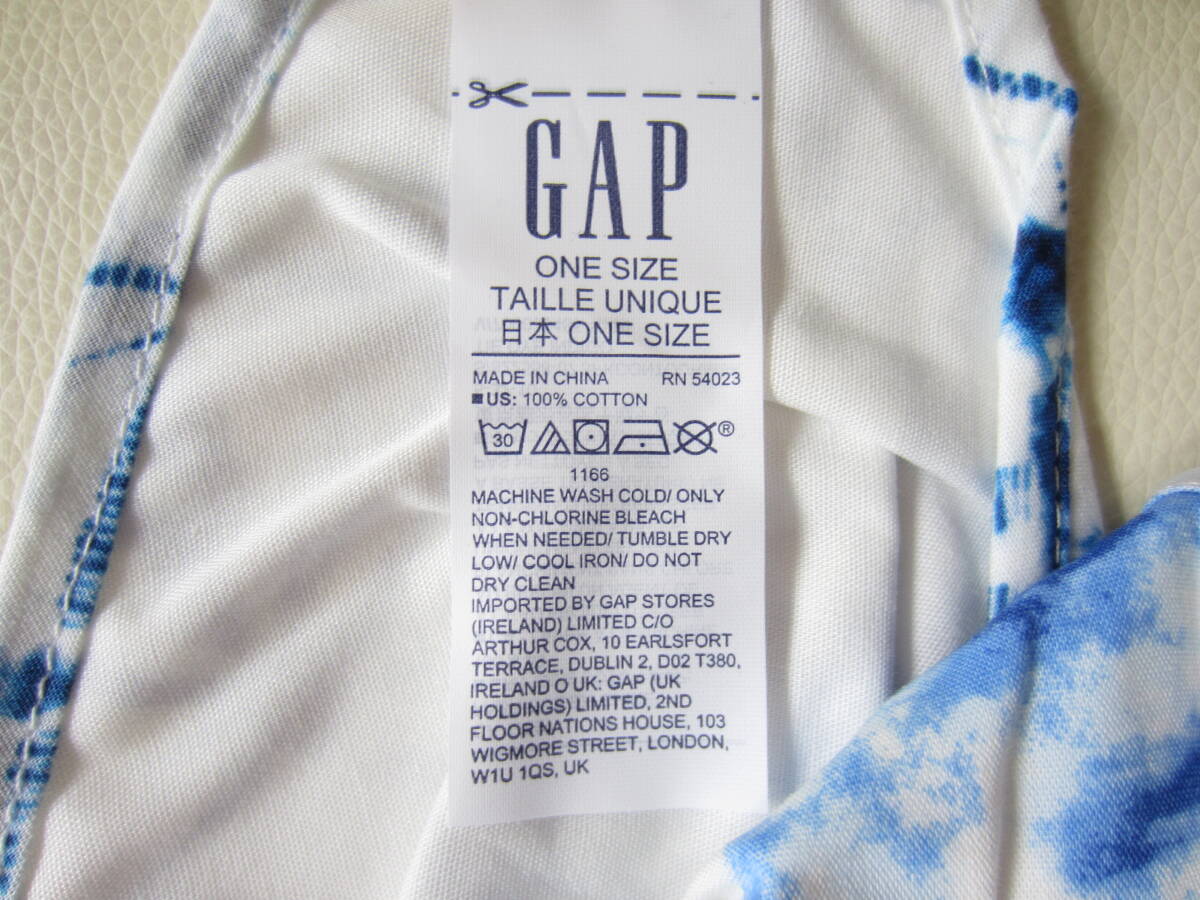 GAP
ONE SIZE
TAILLE UNIQUE
日本 ONE SIZE
MADE IN CHINA RN 54023
US: 100% COTTON
30 ®
1166
MACHINE WASH COLD/ ONLY
NON-CHLORINE BLEACH
WHEN NEEDED/ TUMBLE DRY
LOW/ COOL IRON/ DO NOT
DRY CLEAN
IMPORTED BY GAP STORES
(IRELAND) LIMITED C/O
ARTHUR COX, 10 EARLSFORT
TERRACE, DUBLIN 2, D02 T380,
IRELAND O UK: GAP (UK
HOLDINGS) LIMITED, 2ND
FLOOR NATIONS HOUSE, 103
WIGMORE STREET, LONDON,
W1U 1QS, UK